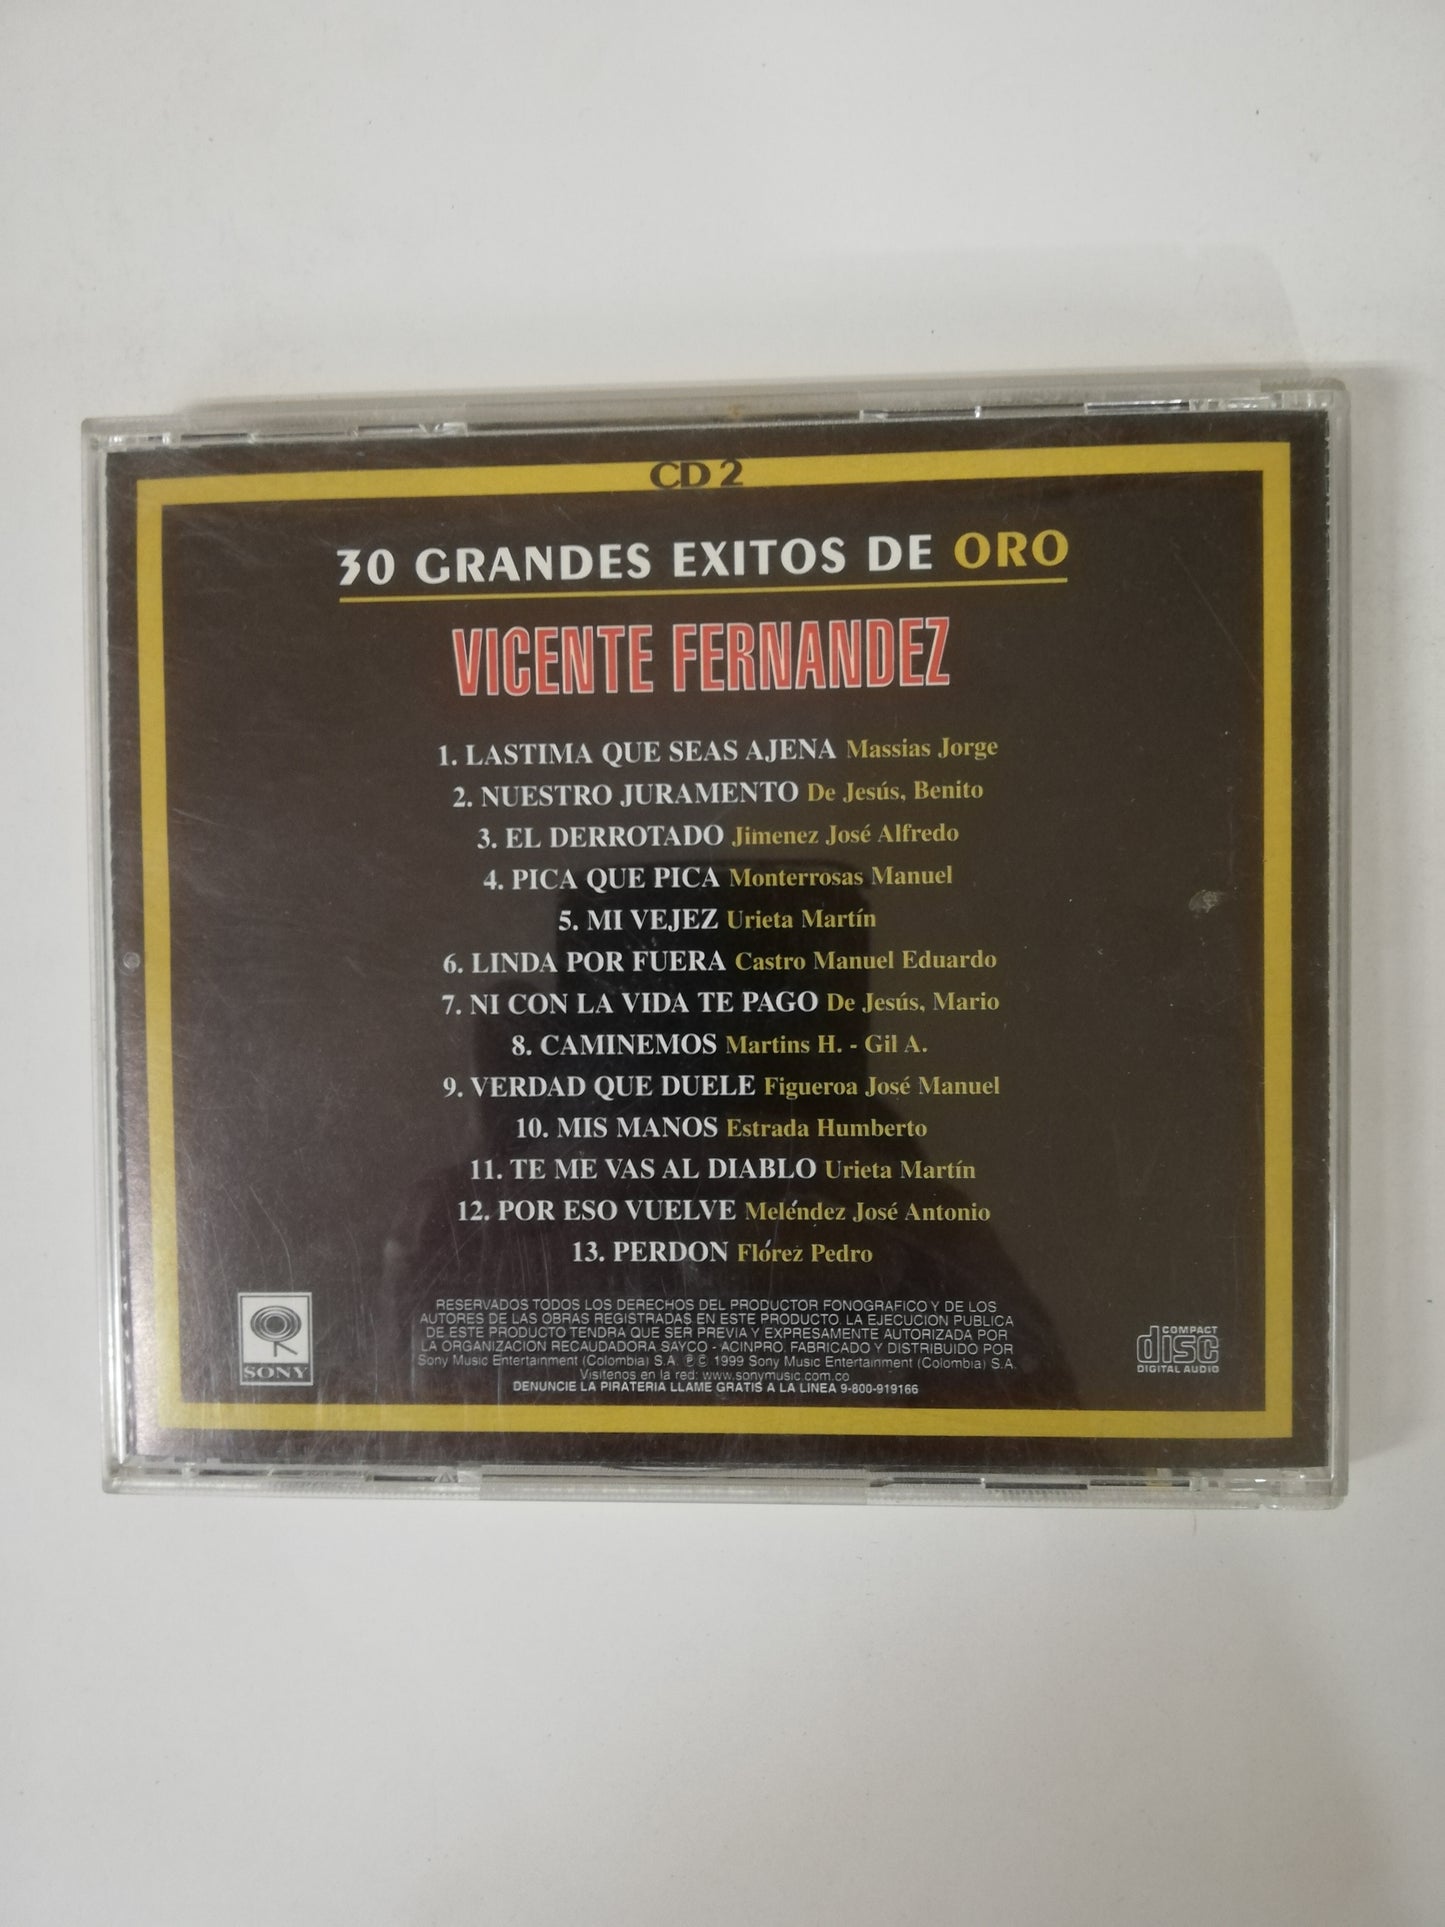 CD 2
30 GRANDES EXITOS DE ORO
VICENTE FERNANDEZ
1. LASTIMA QUE SEAS AJENA Massias Jorge
2. NUESTRO JURAMENTO De Jesús, Benito
3. EL DERROTADO Jimenez José Alfredo
4. PICA QUE PICA Monterrosas Manuel
5. MI VEJEZ Urieta Martín
6. LINDA POR FUERA Castro Manuel Eduardo
7. NI CON LA VIDA TE PAGO De Jesús, Mario
8. CAMINEMOS Martins H. - Gil A.
9. VERDAD QUE DUELE Figueroa José Manuel
10. MIS MANOS Estrada Humberto
11. TE ME VAS AL DIABLO Urieta Martín
12. POR ESO VUELVE Meléndez José Antonio
13. PERDON Flórez Pedro
RESERVADOS TODOS LOS DERECHOS DEL PRODUCTOR FONOGRAFICO Y DE LOS
AUTORES DE LAS OBRAS REGISTRADAS EN ESTE PRODUCTO. LA EJECUCION PUBLICA
DE ESTE PRODUCTO TENDRA QUE SER PREVIA Y EXPRESAMENTE AUTORIZADA POR
LA ORGANIZACION RECAUDADORA SAYCO - ACINPRO. FABRICADO Y DISTRIBUIDO POR
Sony Music Entertainment (Colombia) S.A. ℗© 1999 Sony Music Entertainment (Colombia) S.A.
Visítenos en la red: www.sonymusic.com.co
DENUNCIE LA PIRATERIA LLAME GRATIS A LA LINEA 9-800-919166
SONY
COMPACT
disc
DIGITAL AUDIO